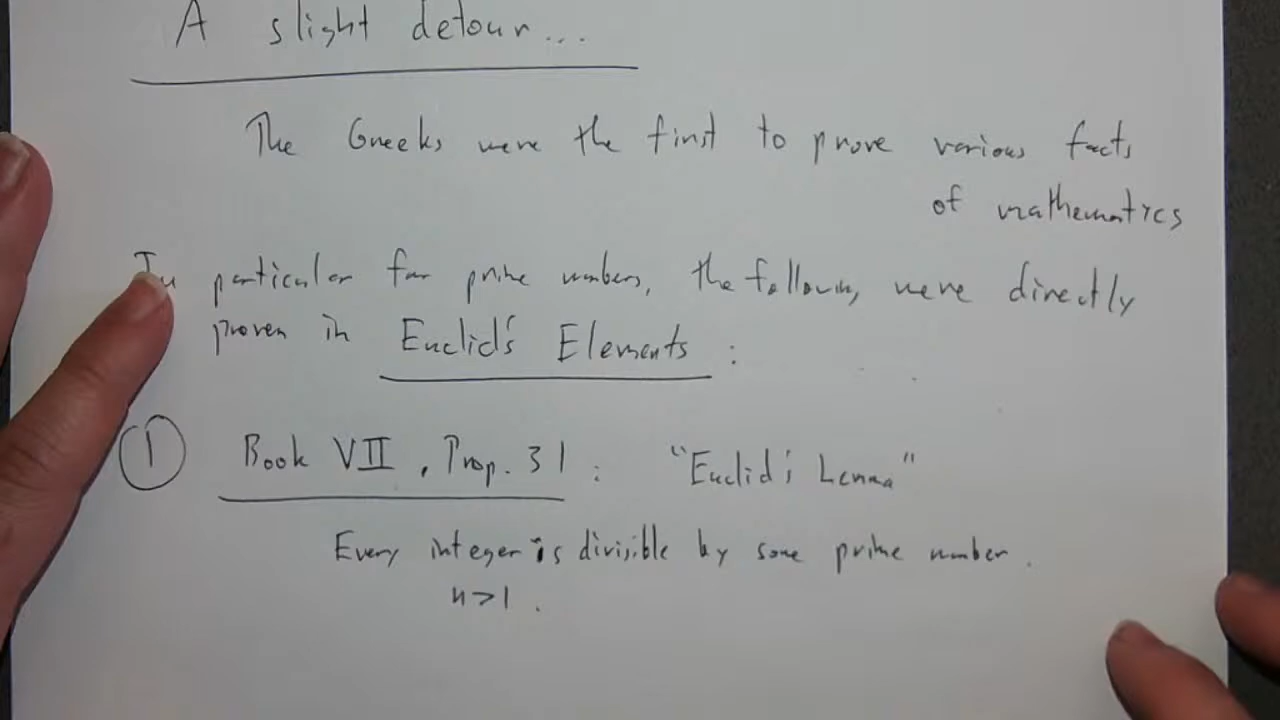 A slight detour...
The Greeks were the first to prove various facts
of mathematics
In particular for prime numbers, the following were directly
proven in Euclid's Elements :
① Book VII, Prop. 31 : "Euclid's Lemma"
Every integer is divisible by some prime number.
n>1.